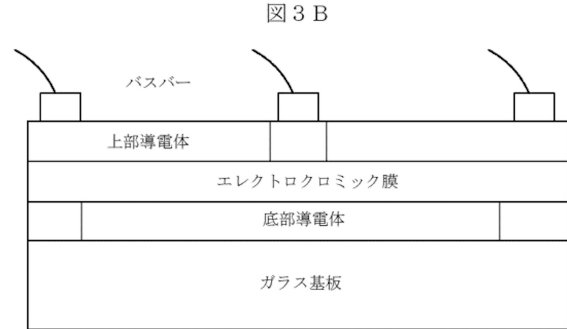 図３Ｂ
バスバー
上部導電体
エレクトロクロミック膜
底部導電体
ガラス基板